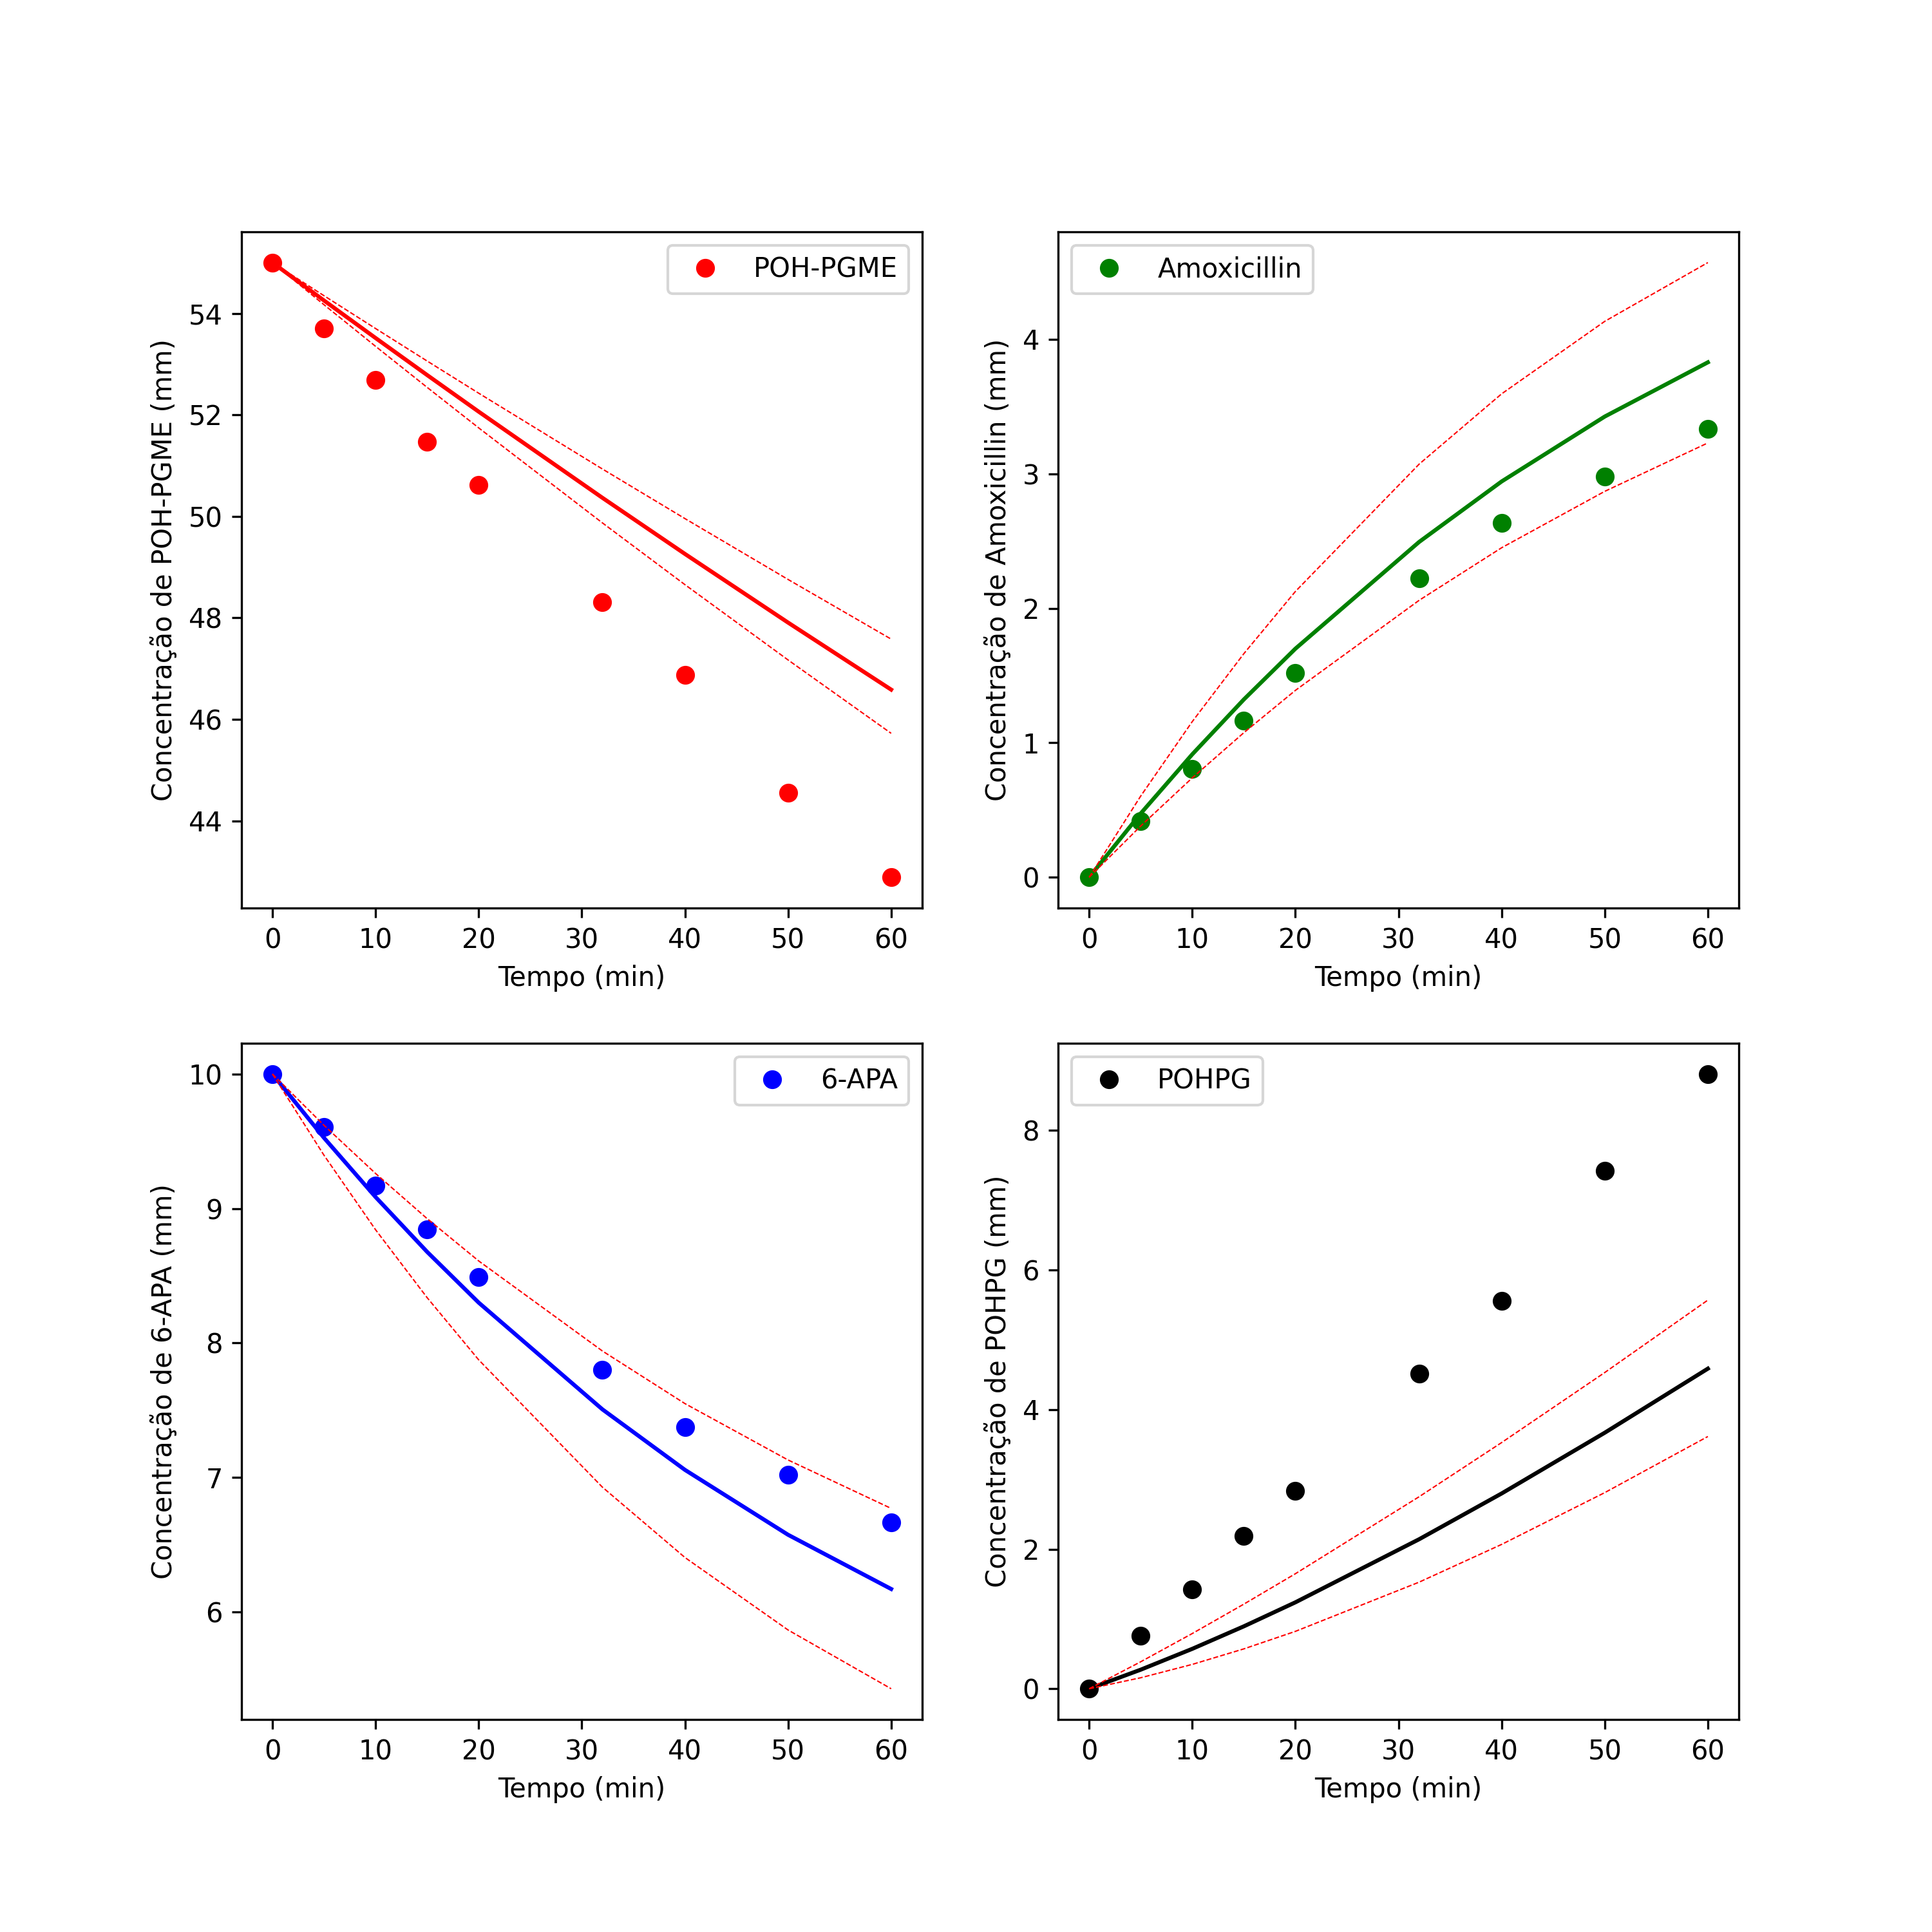 POH-PGME
Concentração de POH-PGME (mm)
54
52
50
48
46
44
0 10 20 30 40 50 60
Tempo (min)
Amoxicillin
Concentração de Amoxicillin (mm)
4
3
2
1
0
0 10 20 30 40 50 60
Tempo (min)
6-APA
Concentração de 6-APA (mm)
10
9
8
7
6
0 10 20 30 40 50 60
Tempo (min)
POHPG
Concentração de POHPG (mm)
8
6
4
2
0
0 10 20 30 40 50 60
Tempo (min)